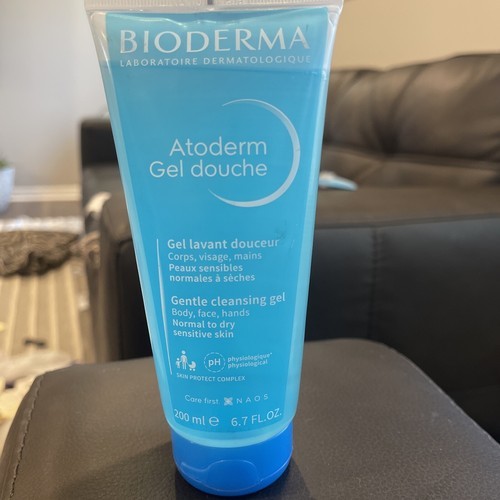 BIODERMA
LABORATOIRE DERMATOLOGIQUE
Atoderm
Gel douche
Gel lavant douceur
Corps, visage, mains
Peaux sensibles
normales à sèches
Gentle cleansing gel
Body, face, hands
Normal to dry
sensitive skin
pH physiologique*
physiological
SKIN PROTECT COMPLEX
Care first NAOS
200 ml e 6.7 FL.OZ.